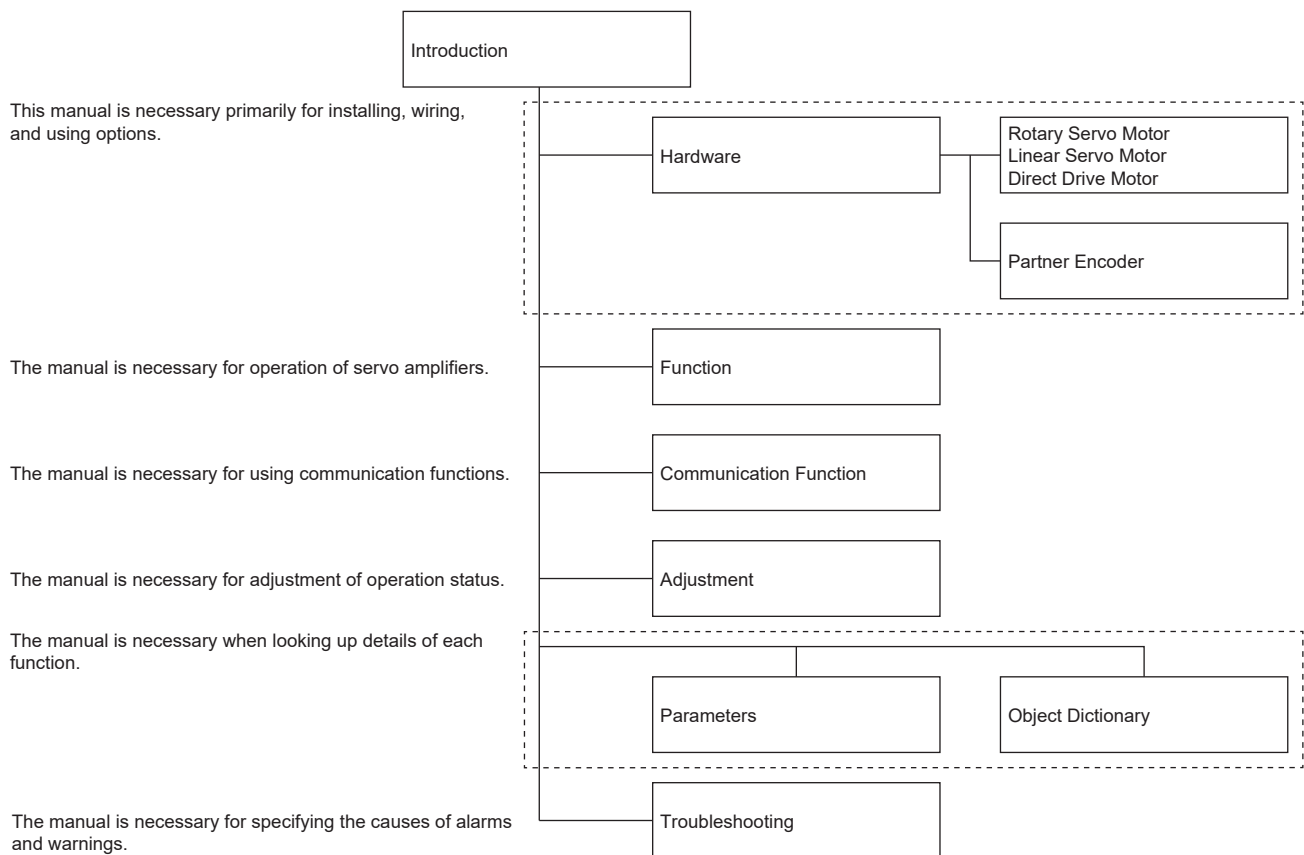 Introduction
This manual is necessary primarily for installing, wiring,
and using options.
Hardware
Rotary Servo Motor
Linear Servo Motor
Direct Drive Motor
Partner Encoder
The manual is necessary for operation of servo amplifiers.
Function
The manual is necessary for using communication functions.
Communication Function
The manual is necessary for adjustment of operation status.
Adjustment
The manual is necessary when looking up details of each
function.
Parameters
Object Dictionary
The manual is necessary for specifying the causes of alarms
and warnings.
Troubleshooting